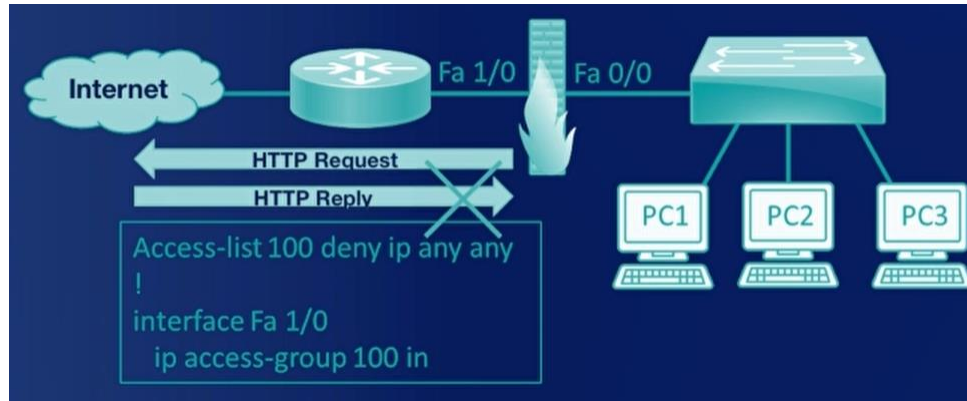 Internet
Fa 1/0
Fa 0/0
HTTP Request
HTTP Reply
PC1
PC2
PC3
Access-list 100 deny ip any any
!
interface Fa 1/0
ip access-group 100 in